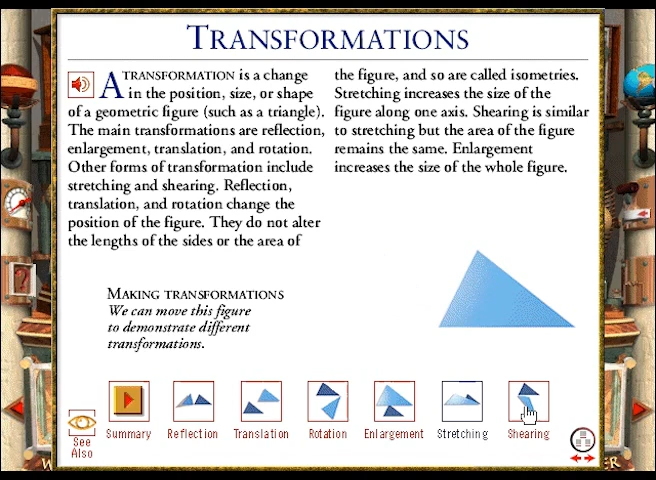 TRANSFORMATIONS
A TRANSFORMATION is a change
in the position, size, or shape
of a geometric figure (such as a triangle).
The main transformations are reflection,
enlargement, translation, and rotation.
Other forms of transformation include
stretching and shearing. Reflection,
translation, and rotation change the
position of the figure. They do not alter
the lengths of the sides or the area of
the figure, and so are called isometries.
Stretching increases the size of the
figure along one axis. Shearing is similar
to stretching but the area of the figure
remains the same. Enlargement
increases the size of the whole figure.
MAKING TRANSFORMATIONS
We can move this figure
to demonstrate different
transformations.
See
Also
Summary
Reflection
Translation
Rotation
Enlargement
Stretching
Shearing